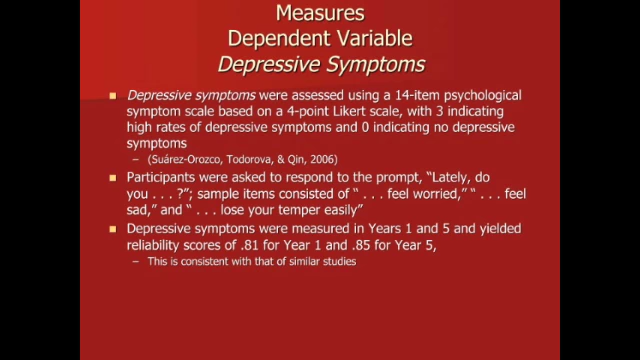 Measures
Dependent Variable
Depressive Symptoms
Depressive symptoms were assessed using a 14-item psychological
symptom scale based on a 4-point Likert scale, with 3 indicating
high rates of depressive symptoms and 0 indicating no depressive
symptoms
– (Suárez-Orozco, Todorova, & Qin, 2006)
Participants were asked to respond to the prompt, “Lately, do
you . . . ?”; sample items consisted of “ . . . feel worried,” “ . . . feel
sad,” and “ . . . lose your temper easily”
Depressive symptoms were measured in Years 1 and 5 and yielded
reliability scores of .81 for Year 1 and .85 for Year 5,
– This is consistent with that of similar studies